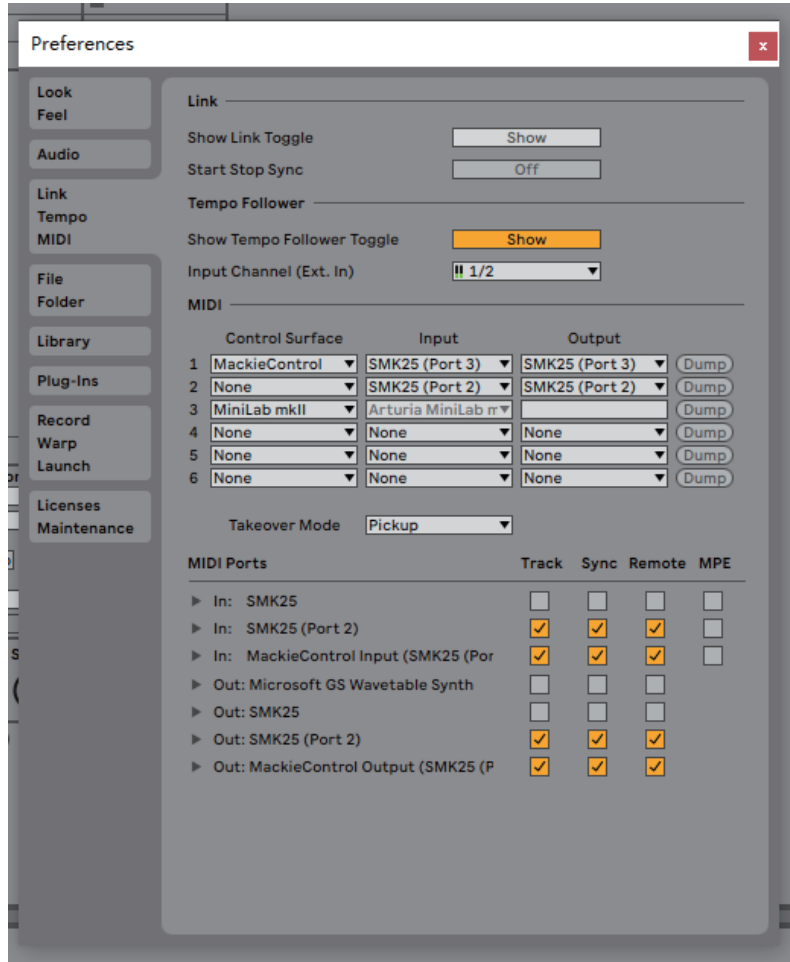 Preferences
x
Look
Feel
Audio
Link
Tempo
MIDI
File
Folder
Library
Plug-Ins
Record
Warp
Launch
Licenses
Maintenance
Link
Show Link Toggle Show
Start Stop Sync Off
Tempo Follower
Show Tempo Follower Toggle Show
Input Channel (Ext. In) 1/2
MIDI
Control Surface Input Output
1 MackieControl SMK25 (Port 3) SMK25 (Port 3) Dump
2 None SMK25 (Port 2) SMK25 (Port 2) Dump
3 MiniLab mkII Arturia MiniLab m Dump
4 None None None Dump
5 None None None Dump
6 None None None Dump
Takeover Mode Pickup
MIDI Ports Track Sync Remote MPE
In: SMK25
In: SMK25 (Port 2)
In: MackieControl Input (SMK25 (Por
Out: Microsoft GS Wavetable Synth
Out: SMK25
Out: SMK25 (Port 2)
Out: MackieControl Output (SMK25 (P